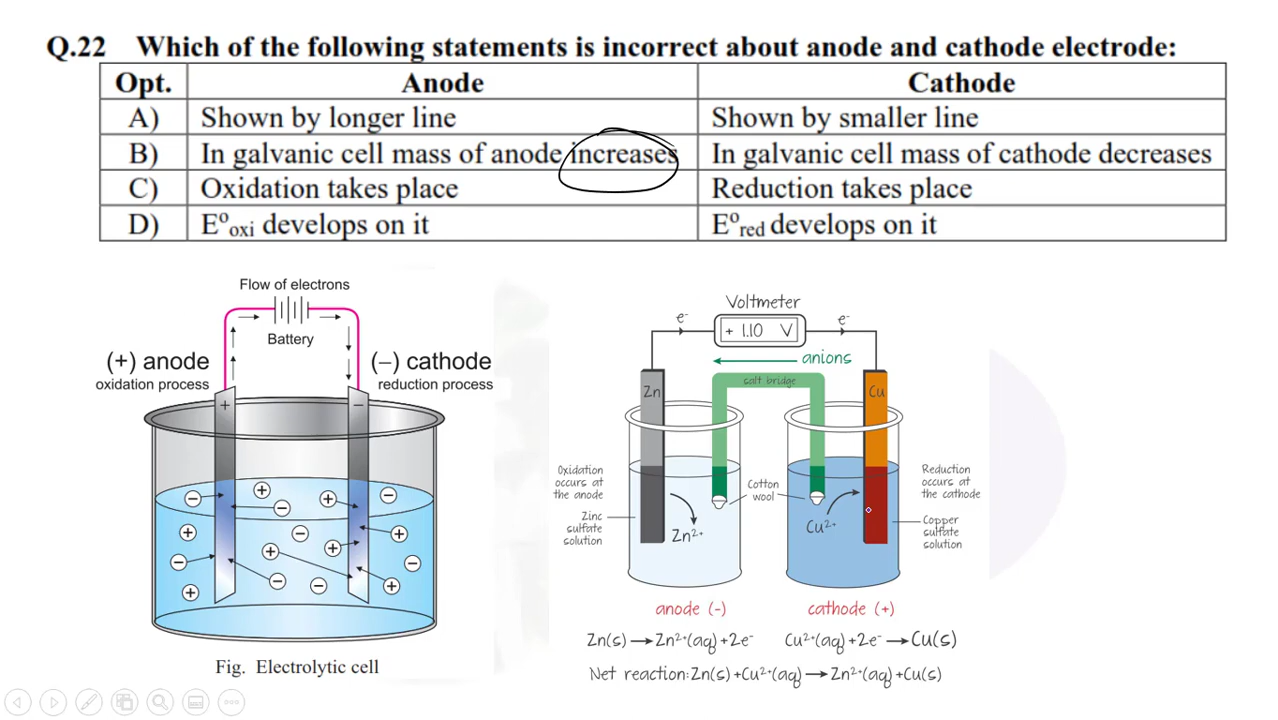 Q.22 Which of the following statements is incorrect about anode and cathode electrode:
Opt. Anode Cathode
A) Shown by longer line Shown by smaller line
B) In galvanic cell mass of anode increases In galvanic cell mass of cathode decreases
C) Oxidation takes place Reduction takes place
D) Eºoxi develops on it Eºred develops on it
Flow of electrons
Battery
(+) anode
oxidation process
(–) cathode
reduction process
+ –
Fig. Electrolytic cell
Voltmeter
e⁻ + 1.10 V e⁻
anions
salt bridge
Zn Cu
Oxidation
occurs at
the anode
Zinc
sulfate
solution
Zn²⁺
Cotton
wool
Cu²⁺
Reduction
occurs at
the cathode
Copper
sulfate
solution
anode (-) cathode (+)
Zn(s) → Zn²⁺(aq) + 2e⁻ Cu²⁺(aq) + 2e⁻ → Cu(s)
Net reaction: Zn(s) + Cu²⁺(aq) → Zn²⁺(aq) + Cu(s)